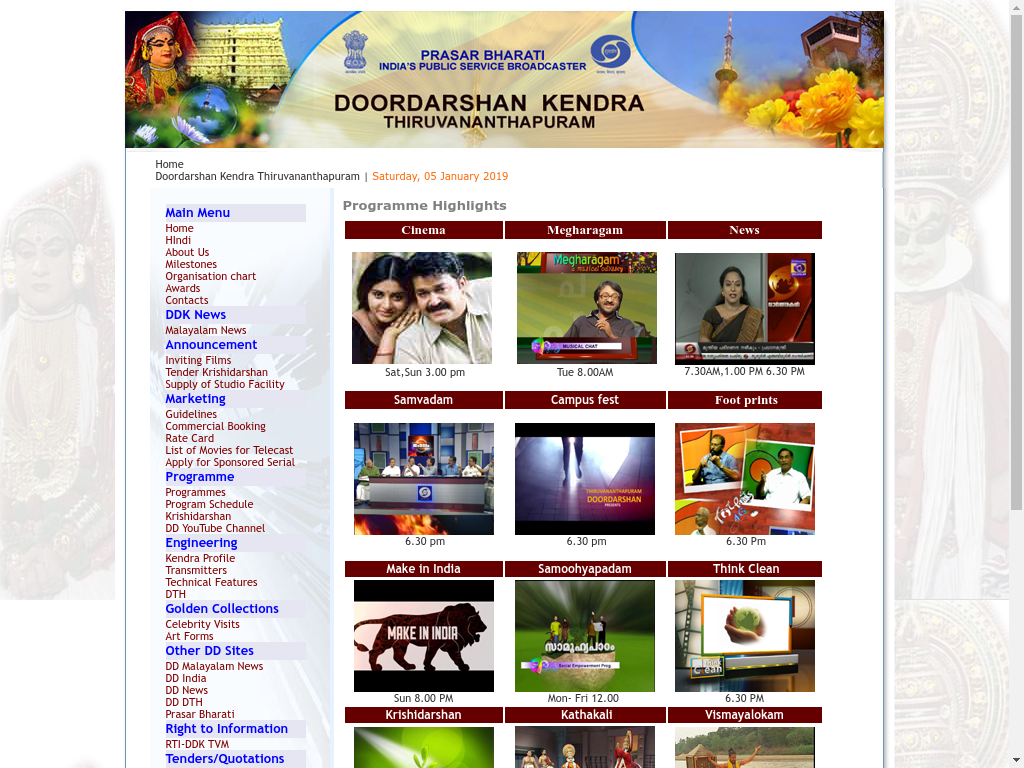 PRASAR BHARATI
INDIA'S PUBLIC SERVICE BROADCASTER
DOORDARSHAN KENDRA
THIRUVANANTHAPURAM
Home
Doordarshan Kendra Thiruvananthapuram | Saturday, 05 January 2019
Main Menu
Home
HIndi
About Us
Milestones
Organisation chart
Awards
Contacts
DDK News
Malayalam News
Announcement
Inviting Films
Tender Krishidarshan
Supply of Studio Facility
Marketing
Guidelines
Commercial Booking
Rate Card
List of Movies for Telecast
Apply for Sponsored Serial
Programme
Programmes
Program Schedule
Krishidarshan
DD YouTube Channel
Engineering
Kendra Profile
Transmitters
Technical Features
DTH
Golden Collections
Celebrity Visits
Art Forms
Other DD Sites
DD Malayalam News
DD India
DD News
DD DTH
Prasar Bharati
Right to Information
RTI-DDK TVM
Tenders/Quotations
Programme Highlights
Cinema
Megharagam
News
Megharagam
MUSICAL CHAT
Sat,Sun 3.00 pm
Tue 8.00AM
7.30AM,1.00 PM 6.30 PM
Samvadam
Campus fest
Foot prints
THIRUVANANTHAPURAM
DOORDARSHAN
PRESENTS
6.30 pm
6.30 pm
6.30 Pm
Make in India
Samoohyapadam
Think Clean
MAKE IN INDIA
സാമൂഹ്യപാഠം
Social Empowerment Prog
Think
Clean
Sun 8.00 PM
Mon- Fri 12.00
6.30 PM
Krishidarshan
Kathakali
Vismayalokam